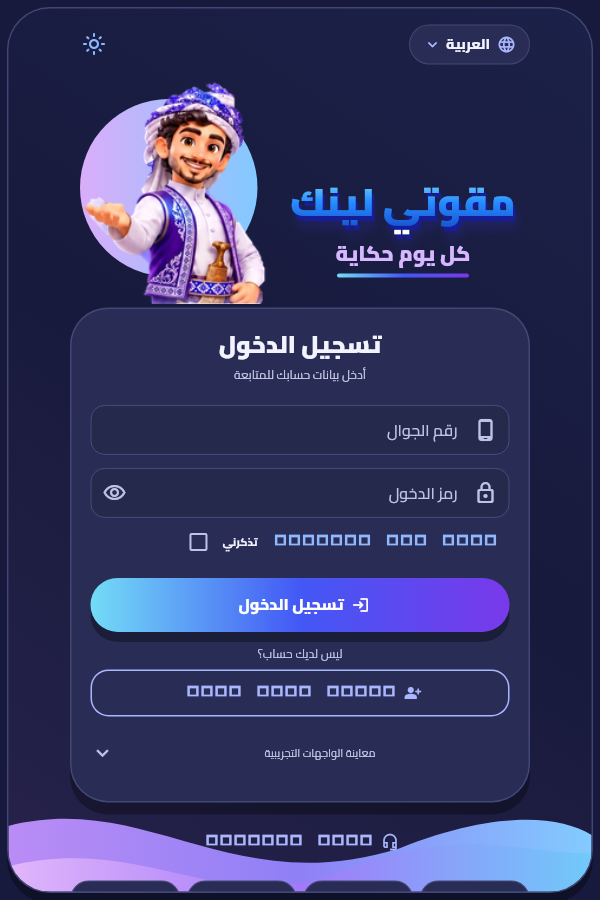 العربية
مقوتي لينك
كل يوم حكاية
تسجيل الدخول
أدخل بيانات حسابك للمتابعة
رقم الجوال
رمز الدخول
تذكرني
تسجيل الدخول
ليس لديك حساب؟
معاينة الواجهات التجريبية